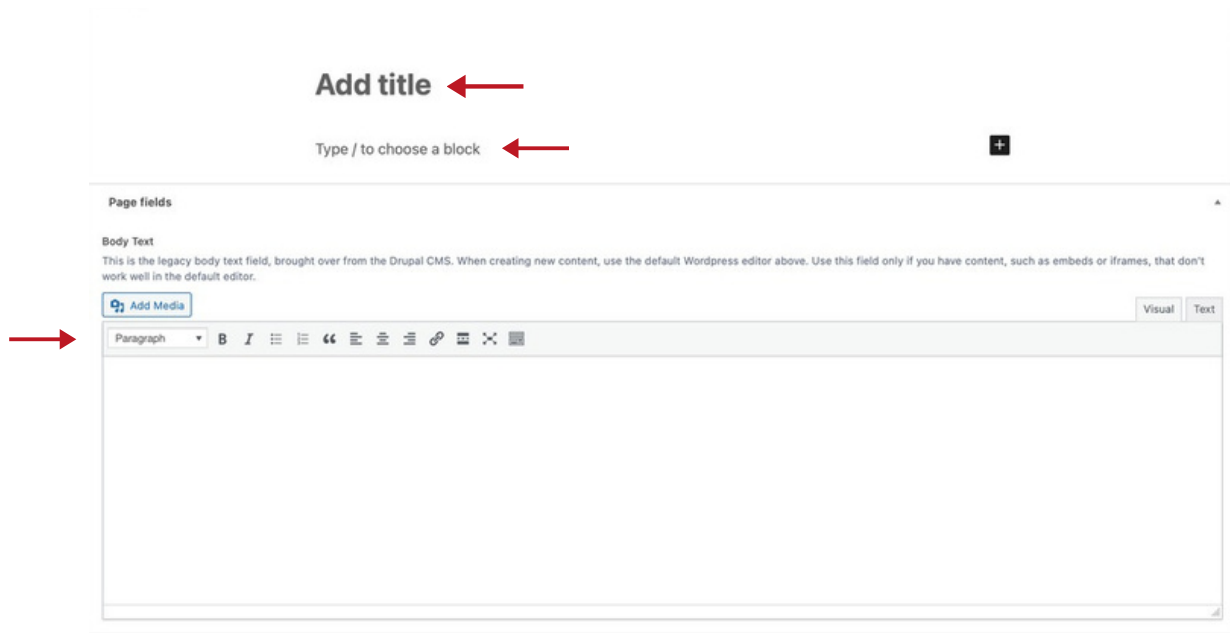 Add title
Type / to choose a block
Page fields
Body Text
This is the legacy body text field, brought over from the Drupal CMS. When creating new content, use the default Wordpress editor above. Use this field only if you have content, such as embeds or iframes, that don't
work well in the default editor.
Add Media
Visual Text
Paragraph